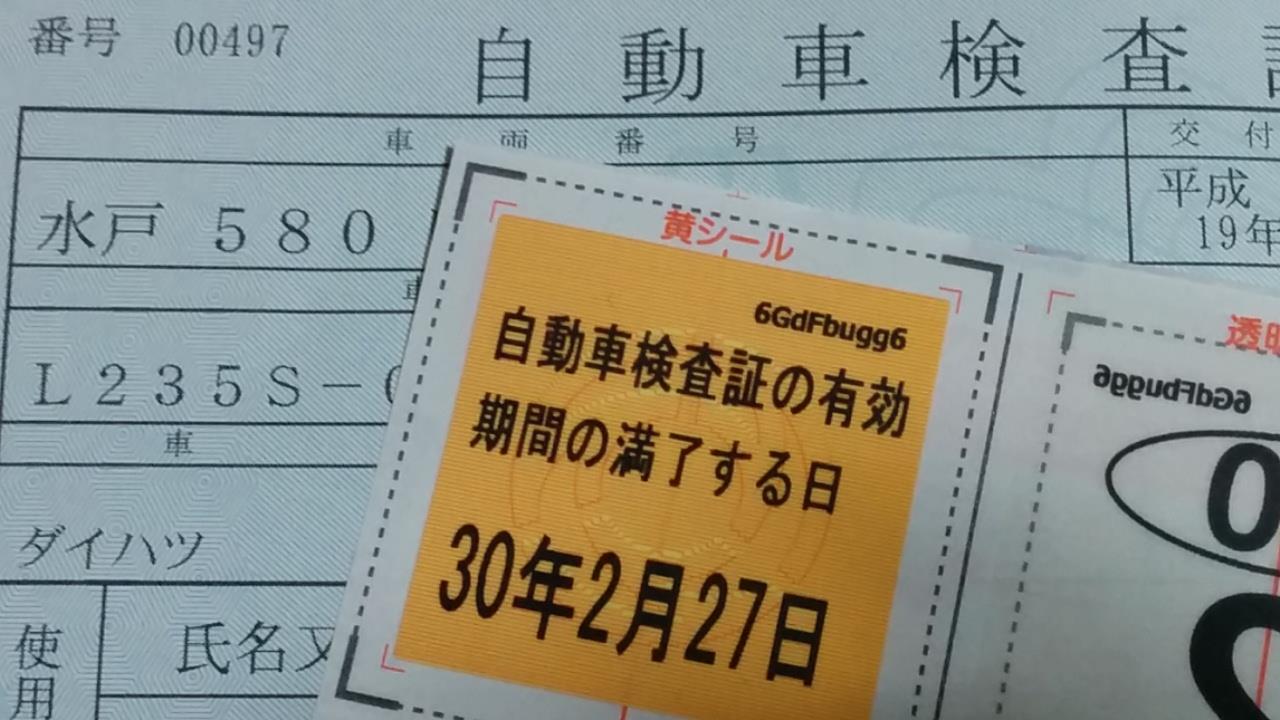 番号 00497
自動車検査
車両番号
交付
水戸 580
平成
19年
L235S-
車
ダイハツ
使用
氏名又
黄シール
6GdFbugg6
自動車検査証の有効
期間の満了する日
30年2月27日
透明
6GdFbugg6
0